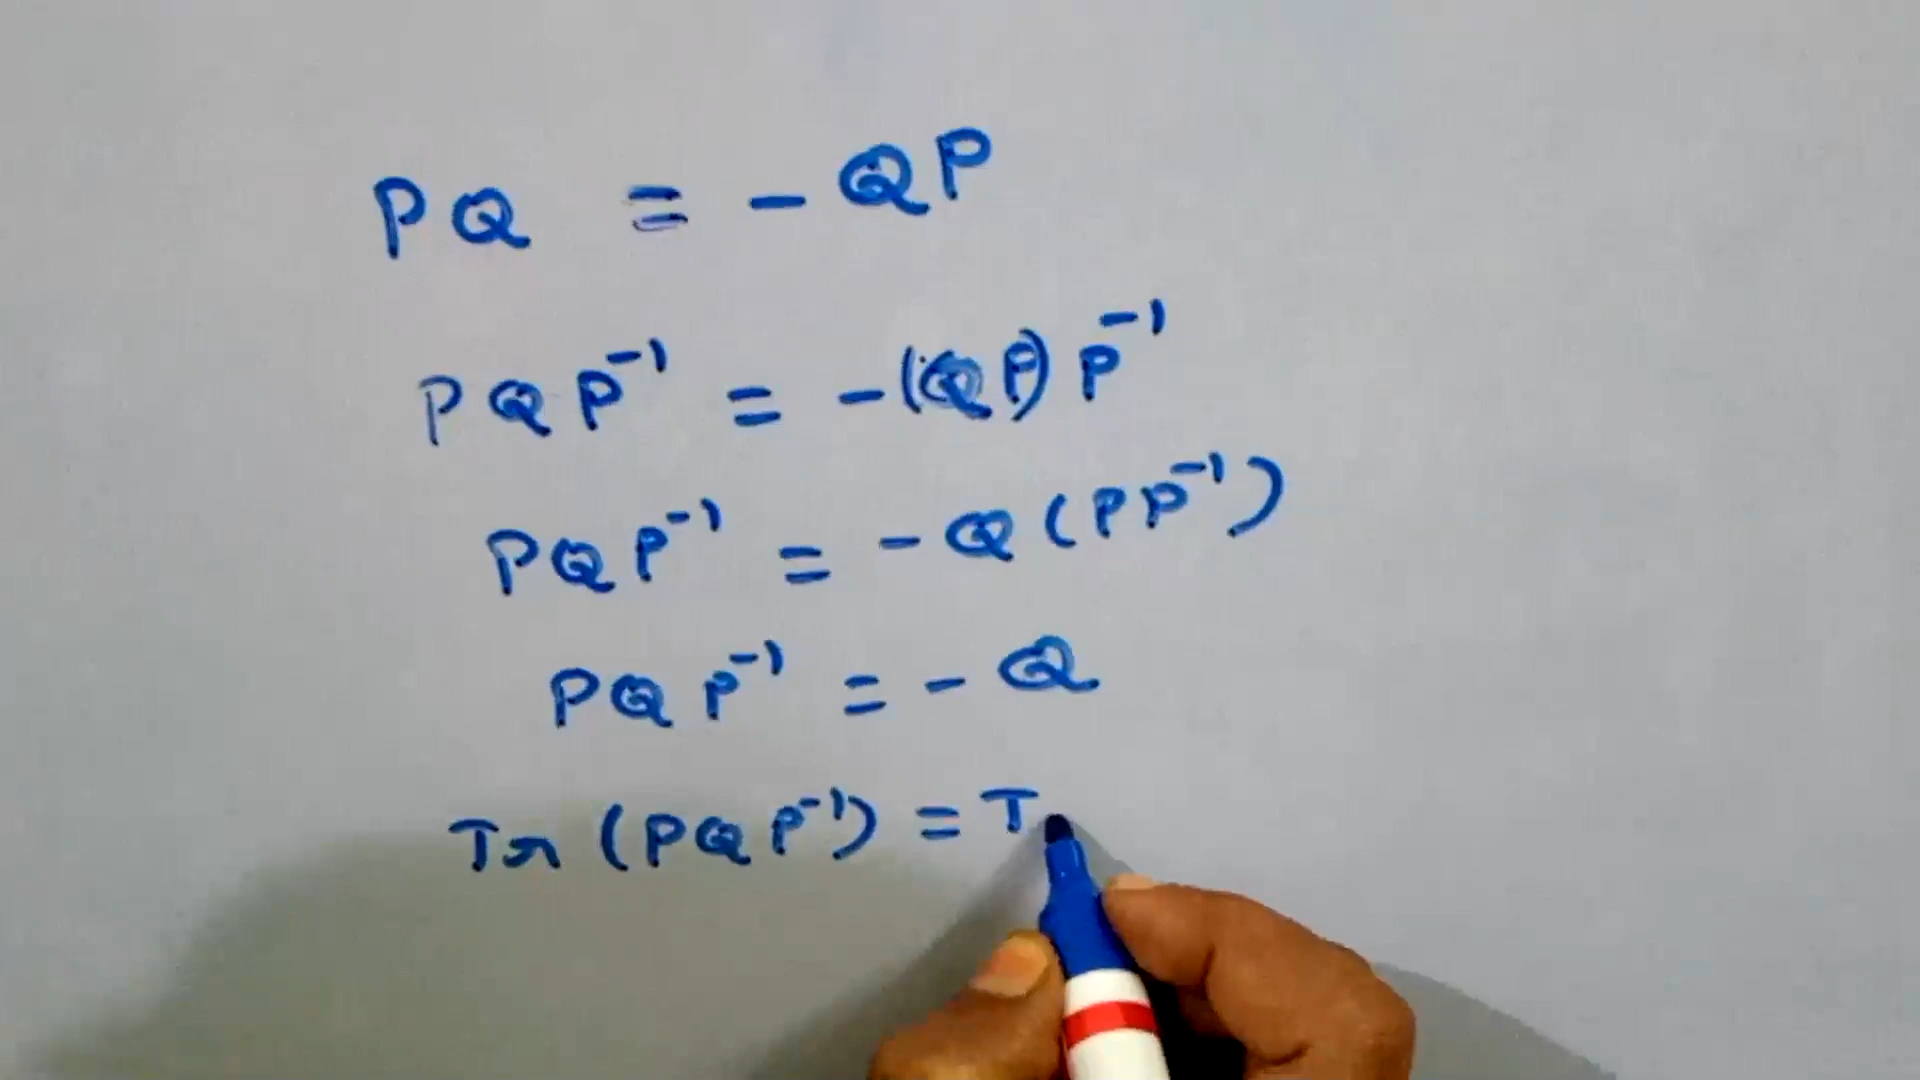 PQ = - QP
PQP⁻¹ = -(QP)P⁻¹
PQP⁻¹ = - Q(PP⁻¹)
PQP⁻¹ = - Q
Tr (PQP⁻¹) = T